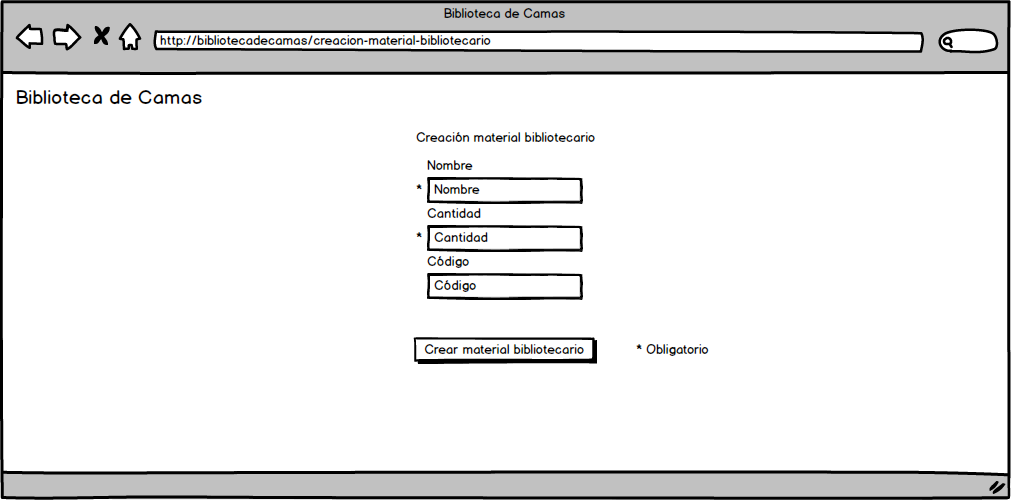 Biblioteca de Camas
http://bibliotecadecamas/creacion-material-bibliotecario
Biblioteca de Camas
Creación material bibliotecario
Nombre
* Nombre
Cantidad
* Cantidad
Código
Código
Crear material bibliotecario * Obligatorio